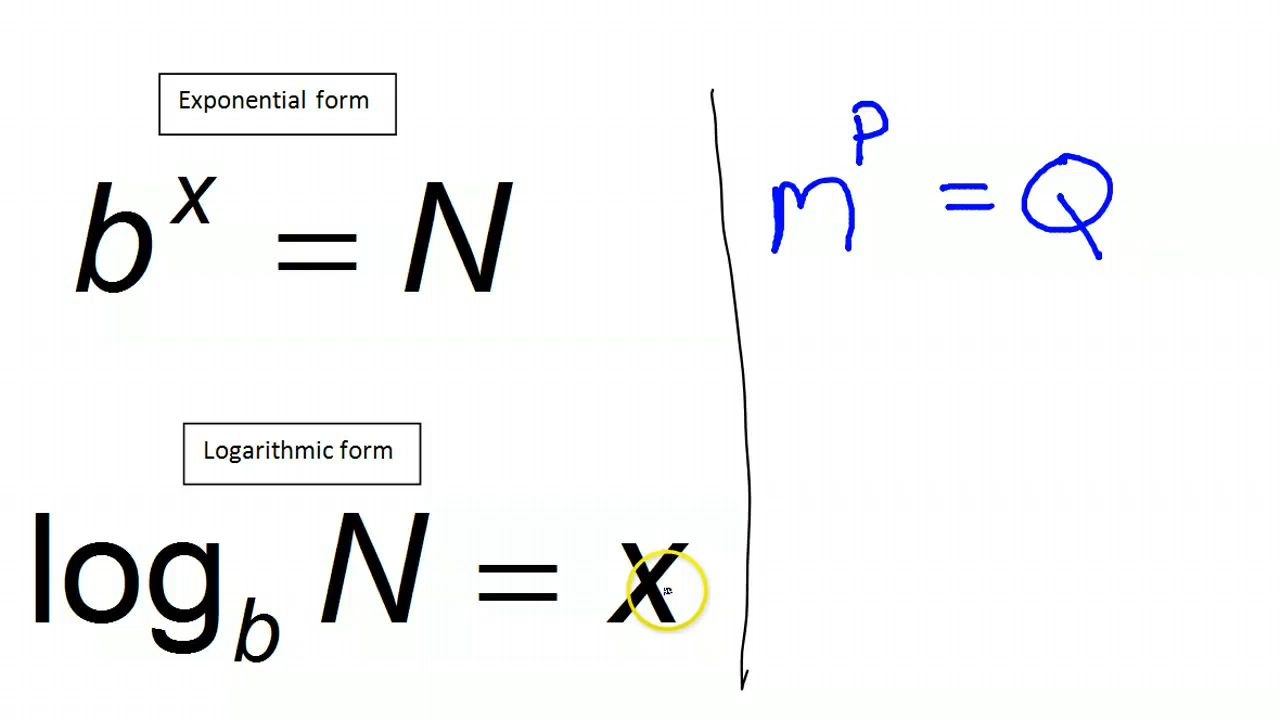 Exponential form
b^x = N
m^P = Q
Logarithmic form
log_b N = x